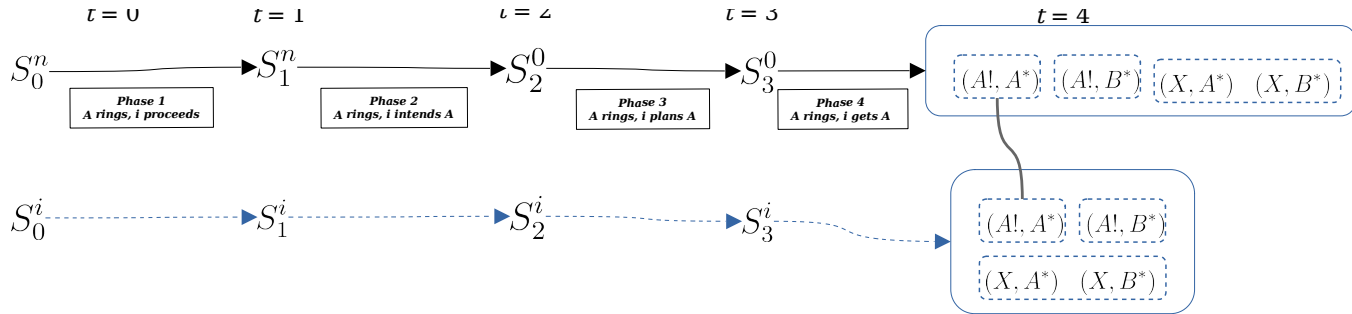 t = 0 t = 1 t = 2 t = 3 t = 4
S_0^n S_1^n S_2^0 S_3^0 (A!, A*) (A!, B*) (X, A*) (X, B*)
Phase 1 Phase 2 Phase 3 Phase 4
A rings, i proceeds A rings, i intends A A rings, i plans A A rings, i gets A
S_0^i S_1^i S_2^i S_3^i (A!, A*) (A!, B*)
(X, A*) (X, B*)